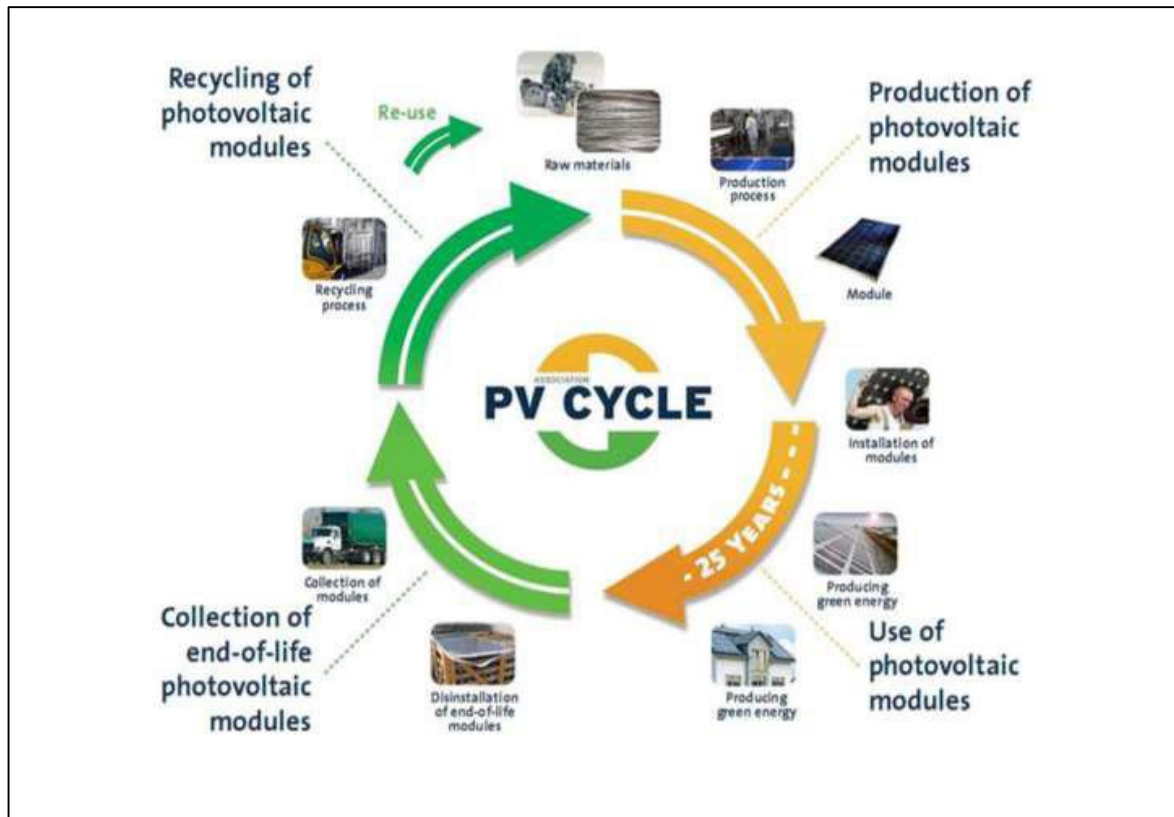 Recycling of
photovoltaic
modules
Re-use
Raw materials
Production
process
Production of
photovoltaic
modules
Module
Recycling
process
ASSOCIATION
PV CYCLE
Installation of
modules
- 25 YEARS - - -
Producing
green energy
Use of
photovoltaic
modules
Producing
green energy
Disinstallation
of end-of-life
modules
Collection of
modules
Collection of
end-of-life
photovoltaic
modules